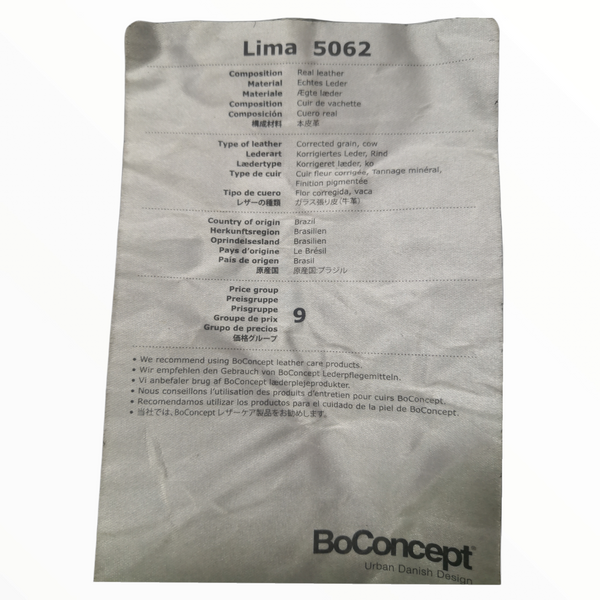 Lima 5062
Composition Real leather
Material Echtes Leder
Materiale Ægte læder
Composition Cuir de vachette
Composición Cuero real
構成材料 本皮革
Type of leather Corrected grain, cow
Lederart Korrigiertes Leder, Rind
Lædertype Korrigeret læder, ko
Type de cuir Cuir fleur corrigée, Tannage minéral,
Finition pigmentée
Tipo de cuero Flor corregida, vaca
レザーの種類 ガラス張り皮(牛革)
Country of origin Brazil
Herkunftsregion Brasilien
Oprindelsesland Brasilien
Pays d'origine Le Brésil
País de origen Brasil
原産国 原産国:ブラジル
Price group
Preisgruppe
Prisgruppe
Groupe de prix 9
Grupo de precios
価格グループ
• We recommend using BoConcept leather care products.
• Wir empfehlen den Gebrauch von BoConcept Lederpflegemitteln.
• Vi anbefaler brug af BoConcept læderplejeprodukter.
• Nous conseillons l'utilisation des produits d'entretien pour cuirs BoConcept.
• Recomendamos utilizar los productos para el cuidado de la piel de BoConcept.
• 当社では、BoConcept レザーケア製品をお勧めします。
BoConcept®
Urban Danish Design